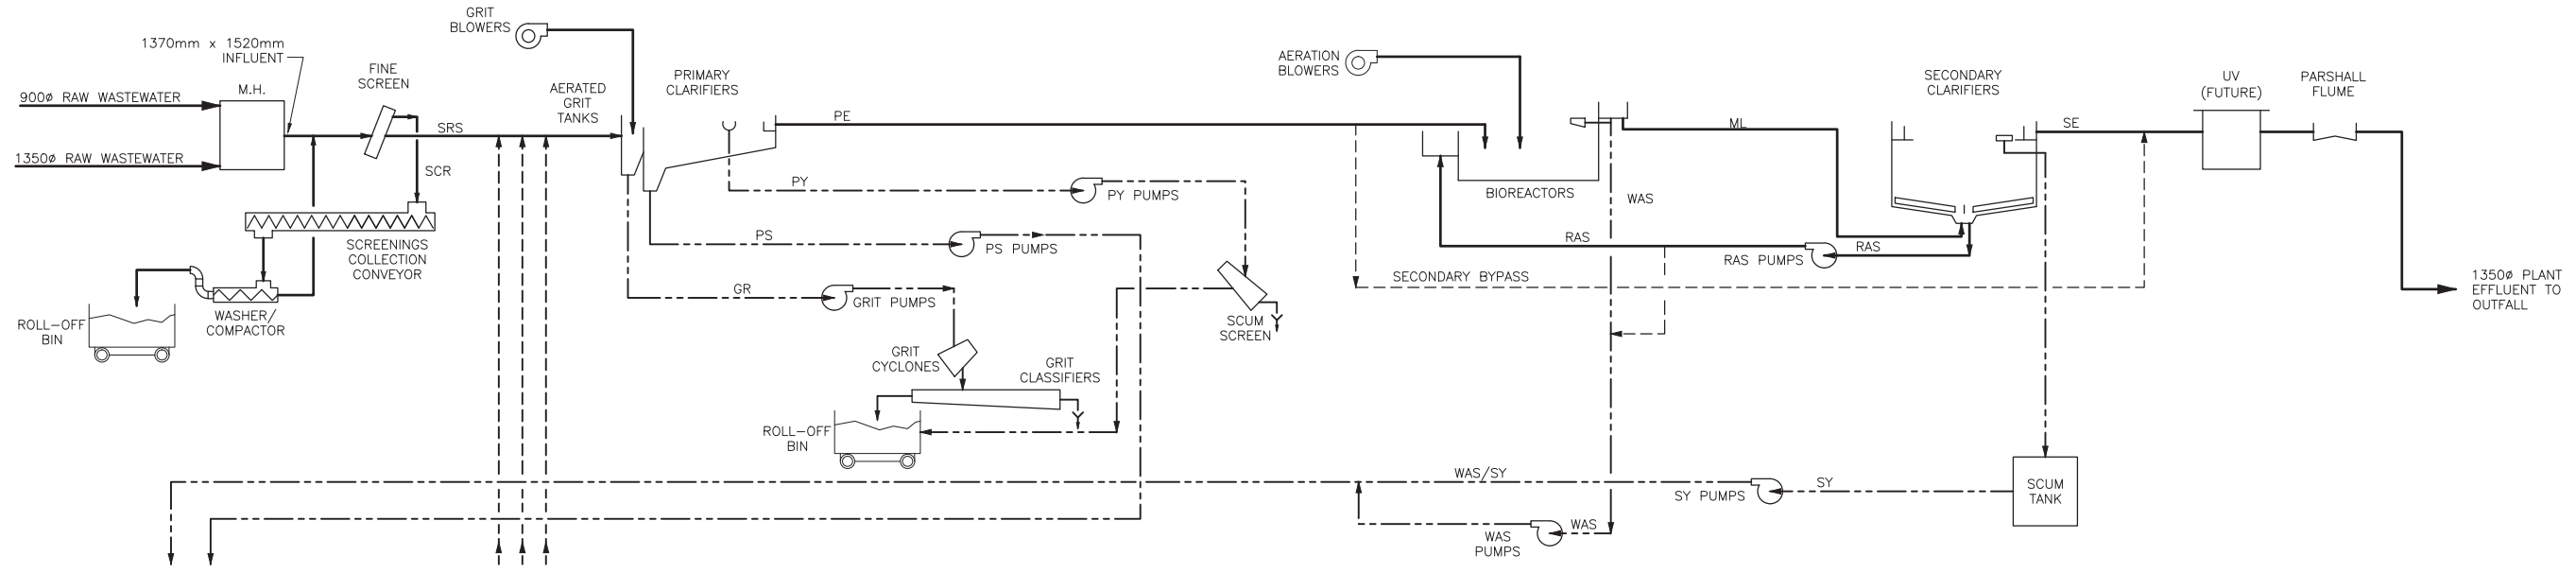 GRIT
BLOWERS
1370mm x 1520mm
INFLUENT
FINE
SCREEN
M.H.
900ø RAW WASTEWATER
1350ø RAW WASTEWATER
SRS
SCR
AERATED
GRIT
TANKS
PRIMARY
CLARIFIERS
PE
AERATION
BLOWERS
BIOREACTORS
ML
SECONDARY
CLARIFIERS
SE
UV
(FUTURE)
PARSHALL
FLUME
PY
PY PUMPS
PS
PS PUMPS
GR
GRIT PUMPS
WAS
RAS
RAS PUMPS
RAS
SECONDARY BYPASS
1350ø PLANT
EFFLUENT TO
OUTFALL
SCREENINGS
COLLECTION
CONVEYOR
WASHER/
COMPACTOR
ROLL-OFF
BIN
SCUM
SCREEN
GRIT
CYCLONES
GRIT
CLASSIFIERS
ROLL-OFF
BIN
WAS/SY
SY PUMPS
SY
SCUM
TANK
WAS
WAS
PUMPS